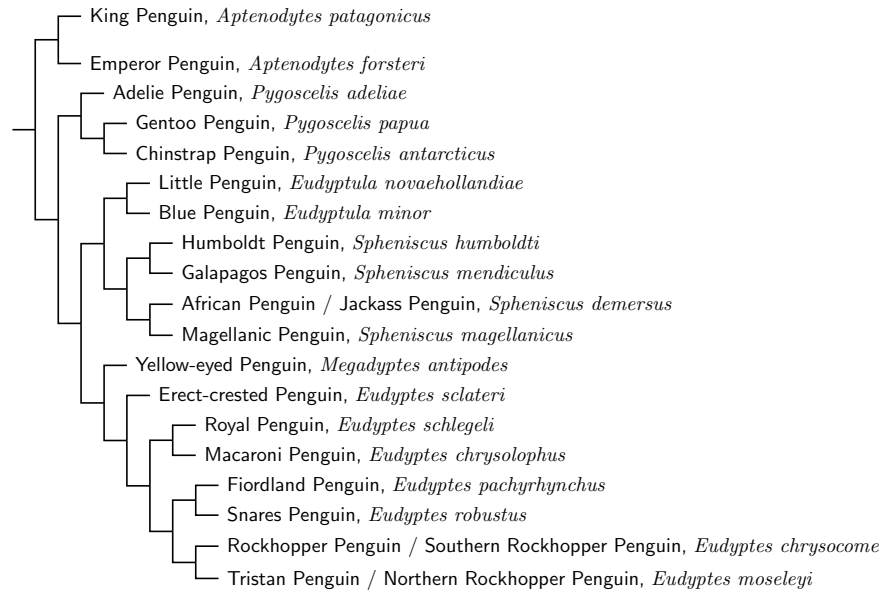 King Penguin, Aptenodytes patagonicus
Emperor Penguin, Aptenodytes forsteri
Adelie Penguin, Pygoscelis adeliae
Gentoo Penguin, Pygoscelis papua
Chinstrap Penguin, Pygoscelis antarcticus
Little Penguin, Eudyptula novaehollandiae
Blue Penguin, Eudyptula minor
Humboldt Penguin, Spheniscus humboldti
Galapagos Penguin, Spheniscus mendiculus
African Penguin / Jackass Penguin, Spheniscus demersus
Magellanic Penguin, Spheniscus magellanicus
Yellow-eyed Penguin, Megadyptes antipodes
Erect-crested Penguin, Eudyptes sclateri
Royal Penguin, Eudyptes schlegeli
Macaroni Penguin, Eudyptes chrysolophus
Fiordland Penguin, Eudyptes pachyrhynchus
Snares Penguin, Eudyptes robustus
Rockhopper Penguin / Southern Rockhopper Penguin, Eudyptes chrysocome
Tristan Penguin / Northern Rockhopper Penguin, Eudyptes moseleyi